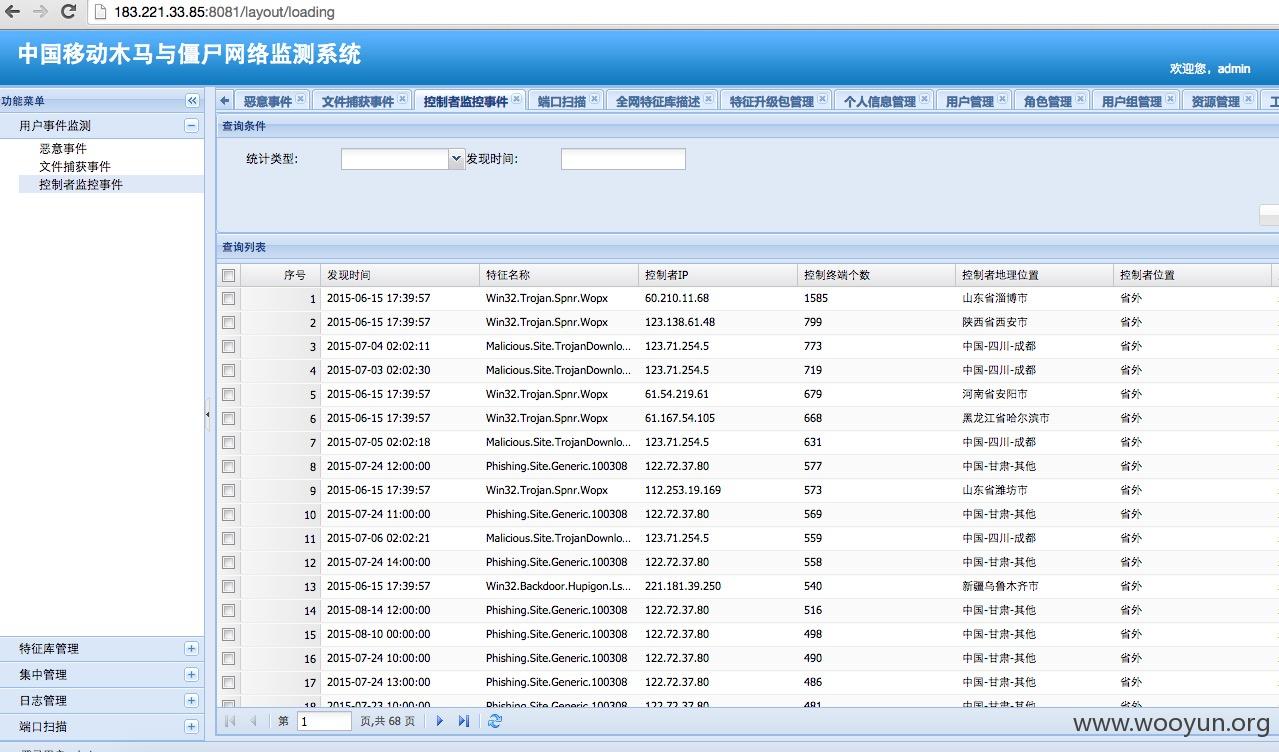 183.221.33.85:8081/layout/loading
中国移动木马与僵尸网络监测系统
欢迎您，admin
功能菜单
恶意事件 文件捕获事件 控制者监控事件 端口扫描 全网特征库描述 特征升级包管理 个人信息管理 用户管理 角色管理 用户组管理 资源管理
用户事件监测
恶意事件
文件捕获事件
控制者监控事件
特征库管理
集中管理
日志管理
端口扫描
查询条件
统计类型: 发现时间:
查询列表
序号 发现时间 特征名称 控制者IP 控制终端个数 控制者地理位置 控制者位置
1 2015-06-15 17:39:57 Win32.Trojan.Spnr.Wopx 60.210.11.68 1585 山东省淄博市 省外
2 2015-06-15 17:39:57 Win32.Trojan.Spnr.Wopx 123.138.61.48 799 陕西省西安市 省外
3 2015-07-04 02:02:11 Malicious.Site.TrojanDownlo... 123.71.254.5 773 中国-四川-成都 省外
4 2015-07-03 02:02:30 Malicious.Site.TrojanDownlo... 123.71.254.5 719 中国-四川-成都 省外
5 2015-06-15 17:39:57 Win32.Trojan.Spnr.Wopx 61.54.219.61 679 河南省安阳市 省外
6 2015-06-15 17:39:57 Win32.Trojan.Spnr.Wopx 61.167.54.105 668 黑龙江省哈尔滨市 省外
7 2015-07-05 02:02:18 Malicious.Site.TrojanDownlo... 123.71.254.5 631 中国-四川-成都 省外
8 2015-07-24 12:00:00 Phishing.Site.Generic.100308 122.72.37.80 577 中国-甘肃-其他 省外
9 2015-06-15 17:39:57 Win32.Trojan.Spnr.Wopx 112.253.19.169 573 山东省潍坊市 省外
10 2015-07-24 11:00:00 Phishing.Site.Generic.100308 122.72.37.80 569 中国-甘肃-其他 省外
11 2015-07-06 02:02:21 Malicious.Site.TrojanDownlo... 123.71.254.5 559 中国-四川-成都 省外
12 2015-07-24 14:00:00 Phishing.Site.Generic.100308 122.72.37.80 558 中国-甘肃-其他 省外
13 2015-06-15 17:39:57 Win32.Backdoor.Hupigon.Ls... 221.181.39.250 540 新疆乌鲁木齐市 省外
14 2015-08-14 12:00:00 Phishing.Site.Generic.100308 122.72.37.80 516 中国-甘肃-其他 省外
15 2015-08-10 00:00:00 Phishing.Site.Generic.100308 122.72.37.80 498 中国-甘肃-其他 省外
16 2015-07-24 10:00:00 Phishing.Site.Generic.100308 122.72.37.80 490 中国-甘肃-其他 省外
17 2015-07-24 13:00:00 Phishing.Site.Generic.100308 122.72.37.80 486 中国-甘肃-其他 省外
18 2015-07-23 10:00:00 Phishing.Site.Generic.100308 122.72.37.80 481 中国-甘肃-其他 省外
第 1 页,共 68 页
www.wooyun.org